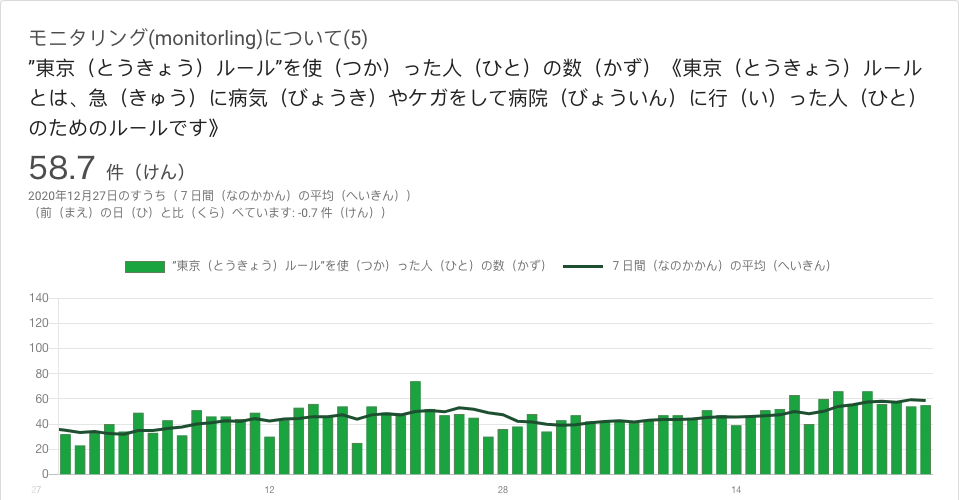 モニタリング(monitorling)について(5)
”東京（とうきょう）ルール”を使（つか）った人（ひと）の数（かず）《東京（とうきょう）ルール
とは、急（きゅう）に病気（びょうき）やケガをして病院（びょういん）に行（い）った人（ひと）
のためのルールです》
58.7 件（けん）
2020年12月27日のすうち（７日間（なのかかん）の平均（へいきん））
（前（まえ）の日（ひ）と比（くら）べています: -0.7 件（けん））
”東京（とうきょう）ルール”を使（つか）った人（ひと）の数（かず） ７日間（なのかかん）の平均（へいきん）
140
120
100
80
60
40
20
0
27 12 28 14